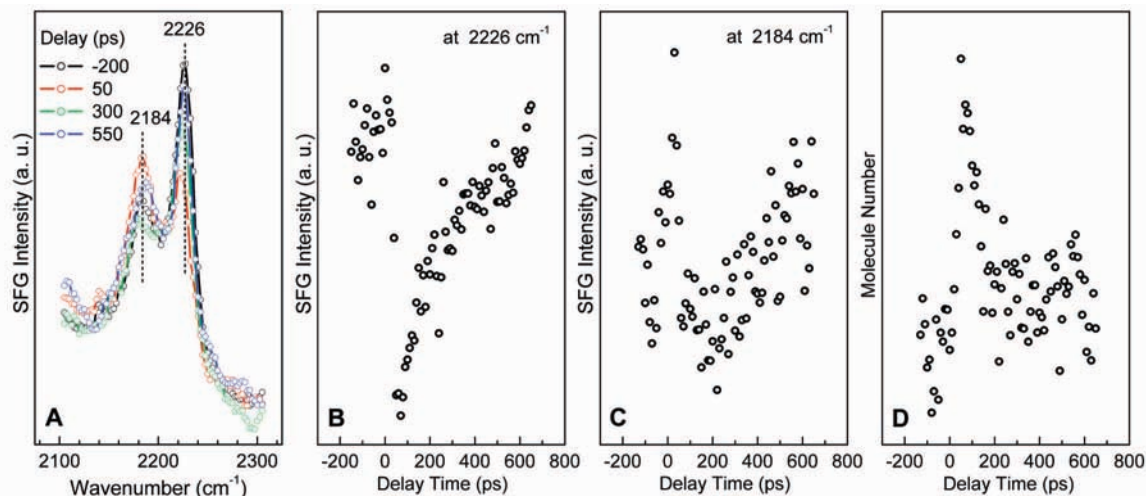 Delay (ps)
-200
50
300
550
2226
2184
A
SFG Intensity (a. u.)
2100 2200 2300
Wavenumber (cm⁻¹)
at 2226 cm⁻¹
B
SFG Intensity (a. u.)
-200 0 200 400 600 800
Delay Time (ps)
at 2184 cm⁻¹
C
SFG Intensity (a. u.)
-200 0 200 400 600 800
Delay Time (ps)
D
Molecule Number
-200 0 200 400 600 800
Delay Time (ps)